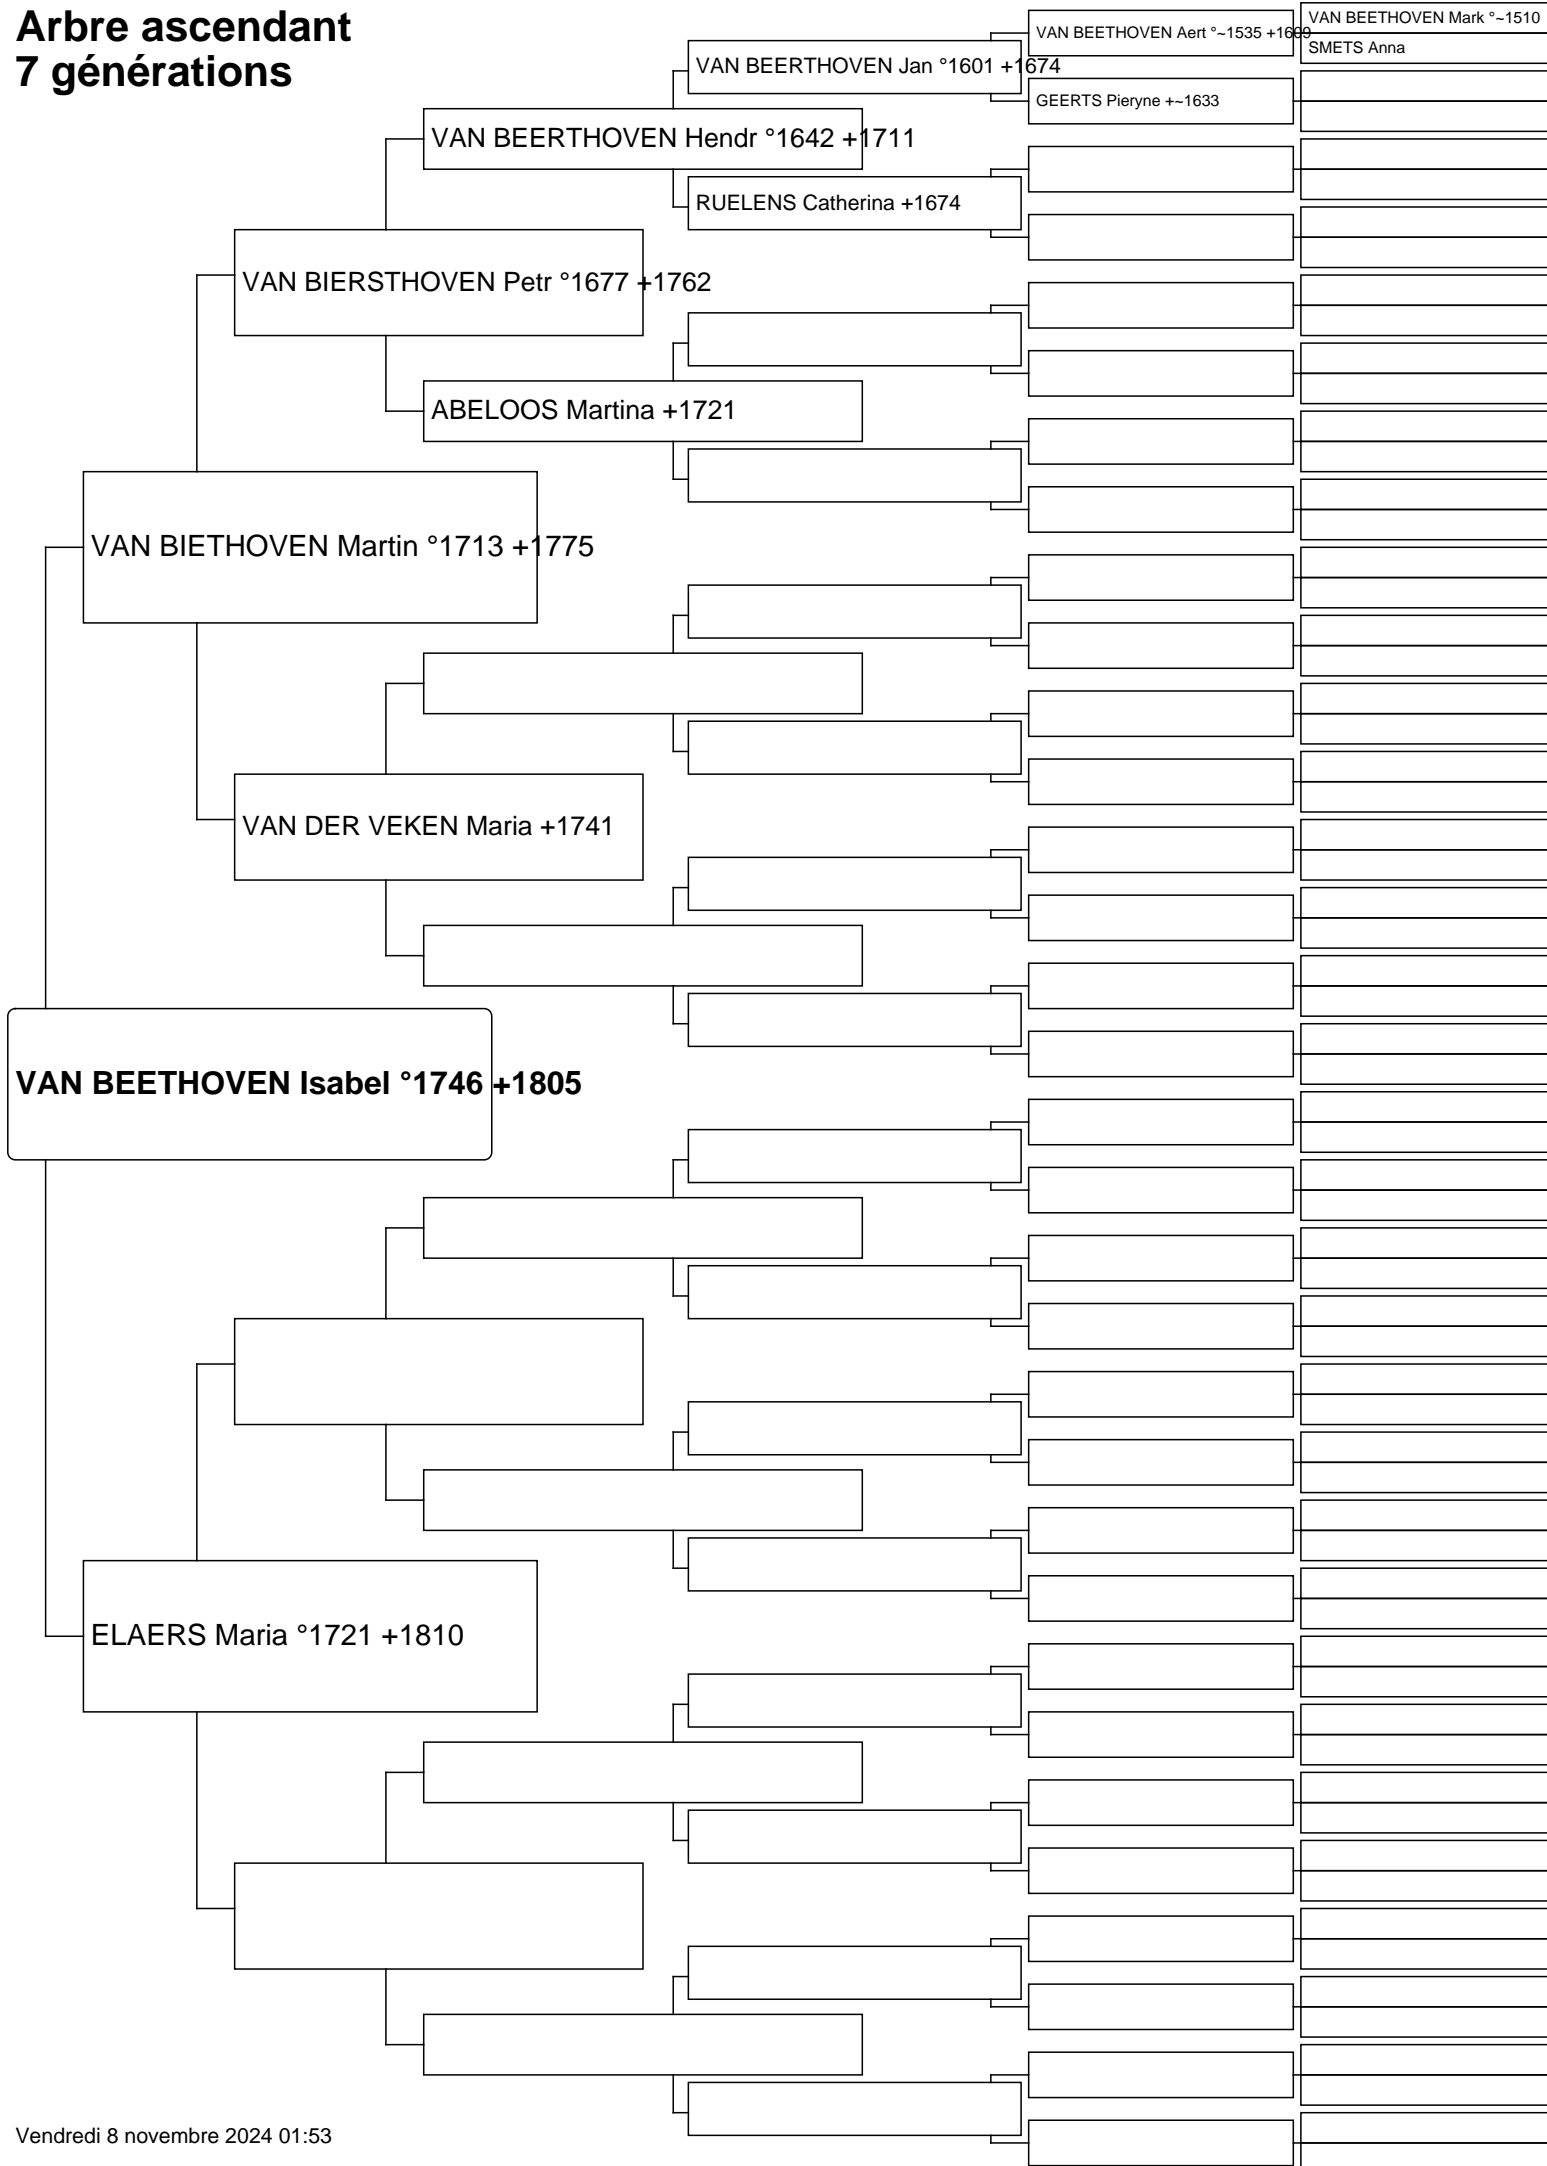 Arbre ascendant
7 générations
VAN BEETHOVEN Mark °~1510
SMETS Anna
VAN BEETHOVEN Aert °~1535 +1609
GEERTS Pieryne +~1633
VAN BEERTHOVEN Jan °1601 +1674
RUELENS Catherina +1674
VAN BEERTHOVEN Hendr °1642 +1711
ABELOOS Martina +1721
VAN BIERSTHOVEN Petr °1677 +1762
VAN DER VEKEN Maria +1741
VAN BIETHOVEN Martin °1713 +1775
VAN BEETHOVEN Isabel °1746 +1805
ELAERS Maria °1721 +1810
Vendredi 8 novembre 2024 01:53